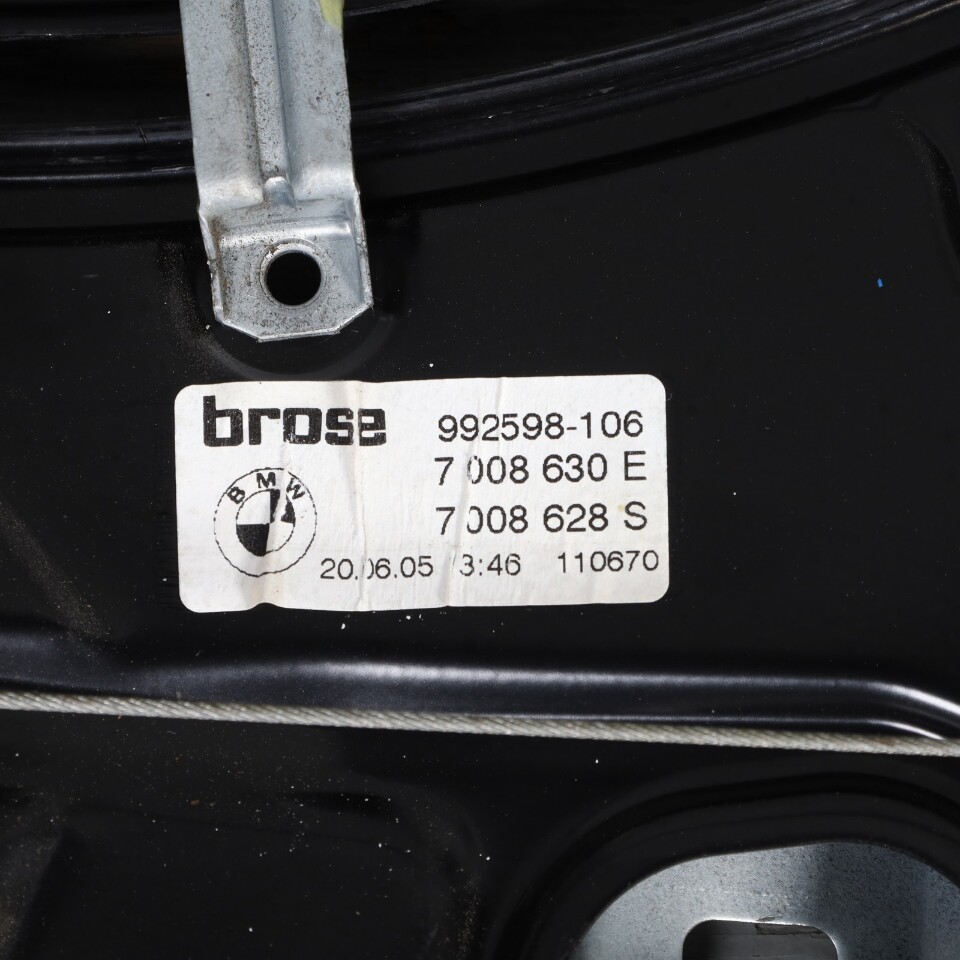 brose 992598-106
7 008 630 E
BMW
7 008 628 S
20.06.05 3:46 110670